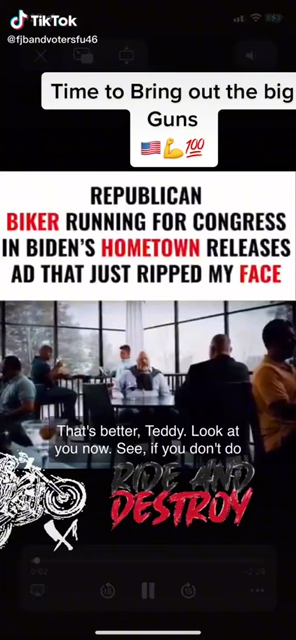 TikTok
@fjbandvotersfu46
Time to Bring out the big
Guns
🇺🇸💪💯
REPUBLICAN
BIKER RUNNING FOR CONGRESS
IN BIDEN'S HOMETOWN RELEASES
AD THAT JUST RIPPED MY FACE
That's better, Teddy. Look at
you now. See, if you don't do
RIDE AND
DESTROY